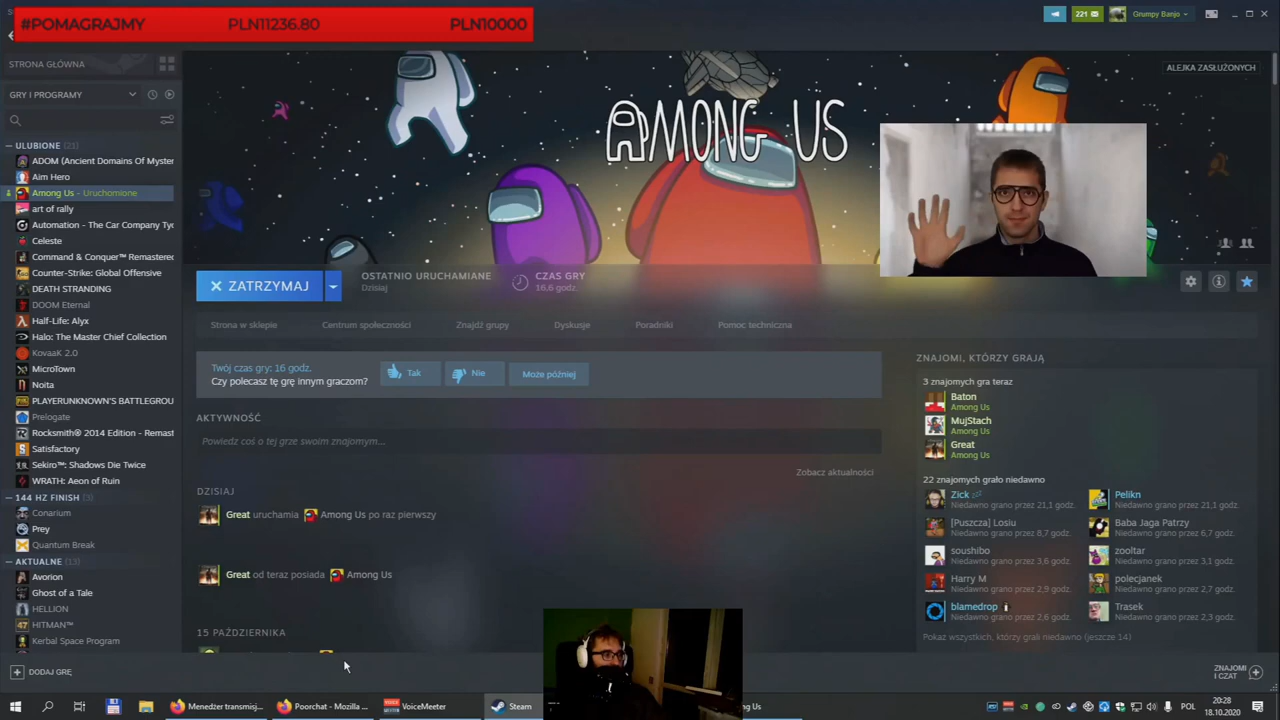 #POMAGRAJMY PLN11236.80 PLN10000
221 Grumpy Banjo
STRONA GŁÓWNA
GRY I PROGRAMY
ULUBIONE (21)
ADOM (Ancient Domains Of Myster
Aim Hero
Among Us - Uruchomione
art of rally
Automation - The Car Company Tyc
Celeste
Command & Conquer™ Remastered
Counter-Strike: Global Offensive
DEATH STRANDING
DOOM Eternal
Half-Life: Alyx
Halo: The Master Chief Collection
KovaaK 2.0
MicroTown
Noita
PLAYERUNKNOWN'S BATTLEGROU
Prelogate
Rocksmith® 2014 Edition - Remast
Satisfactory
Sekiro™: Shadows Die Twice
WRATH: Aeon of Ruin
144 HZ FINISH (3)
Conarium
Prey
Quantum Break
AKTUALNE (13)
Avorion
Ghost of a Tale
HELLION
HITMAN™
Kerbal Space Program
DODAJ GRĘ
ALEJKA ZASŁUŻONYCH
AMONG US
ZATRZYMAJ
OSTATNIO URUCHAMIANE
Dzisiaj
CZAS GRY
16,6 godz.
Strona w sklepie Centrum społeczności Znajdź grupy Dyskusje Poradniki Pomoc techniczna
Twój czas gry: 16 godz.
Czy polecasz tę grę innym graczom?
Tak Nie Może później
AKTYWNOŚĆ
Powiedz coś o tej grze swoim znajomym...
Zobacz aktualności
DZISIAJ
Great uruchamia Among Us po raz pierwszy
Great od teraz posiada Among Us
15 PAŹDZIERNIKA
ZNAJOMI, KTÓRZY GRAJĄ
3 znajomych gra teraz
Baton
Among Us
MujStach
Among Us
Great
Among Us
22 znajomych grało niedawno
Zick
Niedawno grano przez 21,1 godz.
Pelikn
Niedawno grano przez 21,1 godz.
[Puszcza] Losiu
Niedawno grano przez 8,7 godz.
Baba Jaga Patrzy
Niedawno grano przez 6,7 godz.
soushibo
Niedawno grano przez 3,6 godz.
zooltar
Niedawno grano przez 3,1 godz.
Harry M
Niedawno grano przez 2,9 godz.
polecjanek
Niedawno grano przez 2,7 godz.
blamedrop
Niedawno grano przez 2,6 godz.
Trasek
Niedawno grano przez 2,3 godz.
Pokaż wszystkich, którzy grali niedawno (jeszcze 14)
ZNAJOMI
I CZAT
Menedżer transmisj... Poorchat - Mozilla ... VoiceMeeter Steam
POL
20:28
18.10.2020